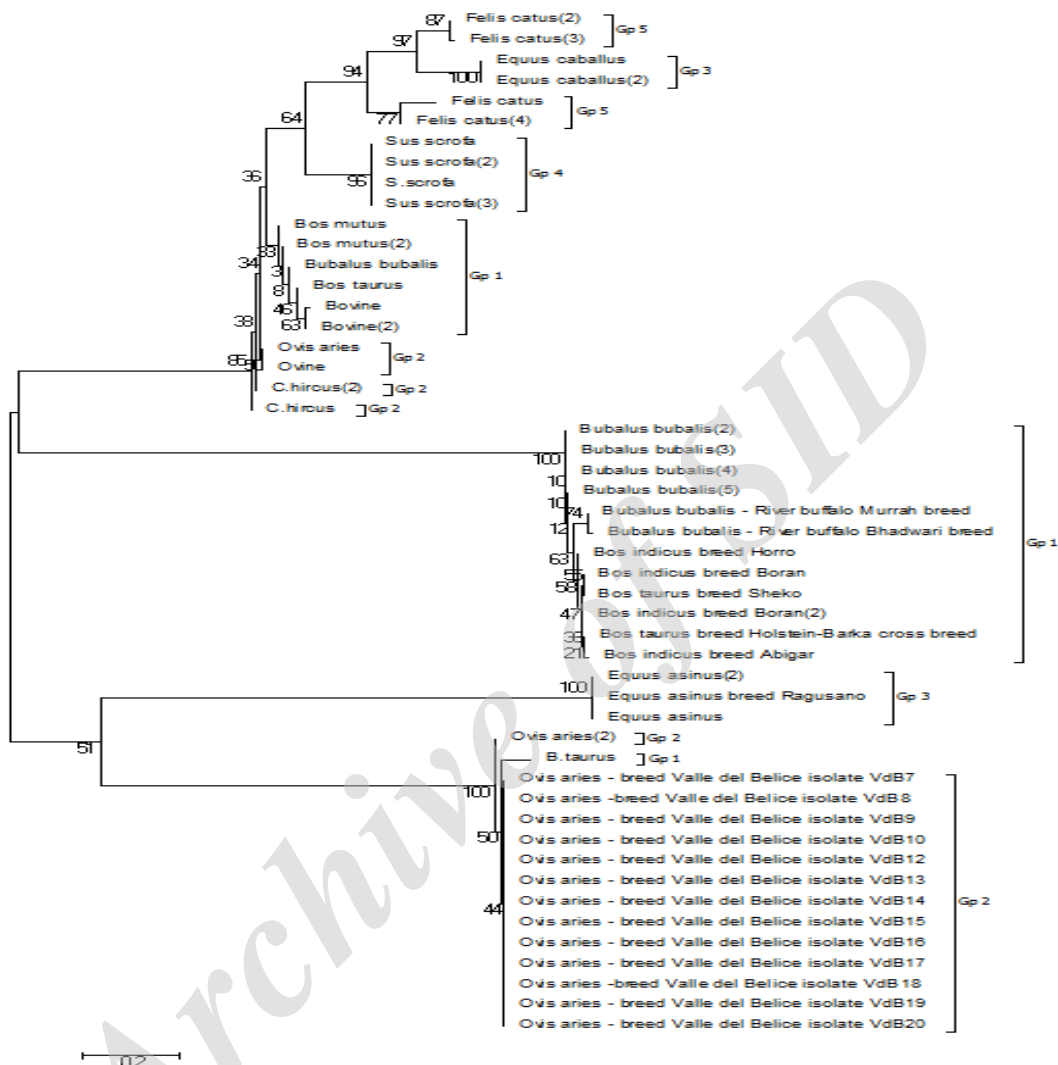 87
Felis catus(2)
Felis catus(3)
Gp 5
97
Equus caballus
100
Equus caballus(2)
Gp 3
94
Felis catus
77
Felis catus(4)
Gp 5
64
Sus scrofa
Sus scrofa(2)
96
S.scrofa
Sus scrofa(3)
Gp 4
36
Bos mutus
33
Bos mutus(2)
34
3
Bubalus bubalis
8
Bos taurus
46
Bovine
63
Bovine(2)
Gp 1
38
Ovis aries
85
Ovine
Gp 2
C.hircus(2)
Gp 2
C.hircus
Gp 2
Bubalus bubalis(2)
Bubalus bubalis(3)
100
Bubalus bubalis(4)
10
Bubalus bubalis(5)
10
74
Bubalus bubalis - River buffalo Murrah breed
12
Bubalus bubalis - River buffalo Bhadwari breed
63
Bos indicus breed Horro
Bos indicus breed Boran
58
Bos taurus breed Sheko
47
Bos indicus breed Boran(2)
Bos taurus breed Holstein-Barka cross breed
21
Bos indicus breed Abigar
Gp 1
100
Equus asinus(2)
Equus asinus breed Ragusano
Equus asinus
Gp 3
51
Ovis aries(2)
Gp 2
B.taurus
Gp 1
100
50
44
Ovis aries - breed Valle del Belice isolate VdB7
Ovis aries -breed Valle del Belice isolate VdB8
Ovis aries - breed Valle del Belice isolate VdB9
Ovis aries - breed Valle del Belice isolate VdB10
Ovis aries - breed Valle del Belice isolate VdB12
Ovis aries - breed Valle del Belice isolate VdB13
Ovis aries - breed Valle del Belice isolate VdB14
Ovis aries - breed Valle del Belice isolate VdB15
Ovis aries - breed Valle del Belice isolate VdB16
Ovis aries - breed Valle del Belice isolate VdB17
Ovis aries -breed Valle del Belice isolate VdB18
Ovis aries - breed Valle del Belice isolate VdB19
Ovis aries - breed Valle del Belice isolate VdB20
Gp 2
0.2
Archive of SID